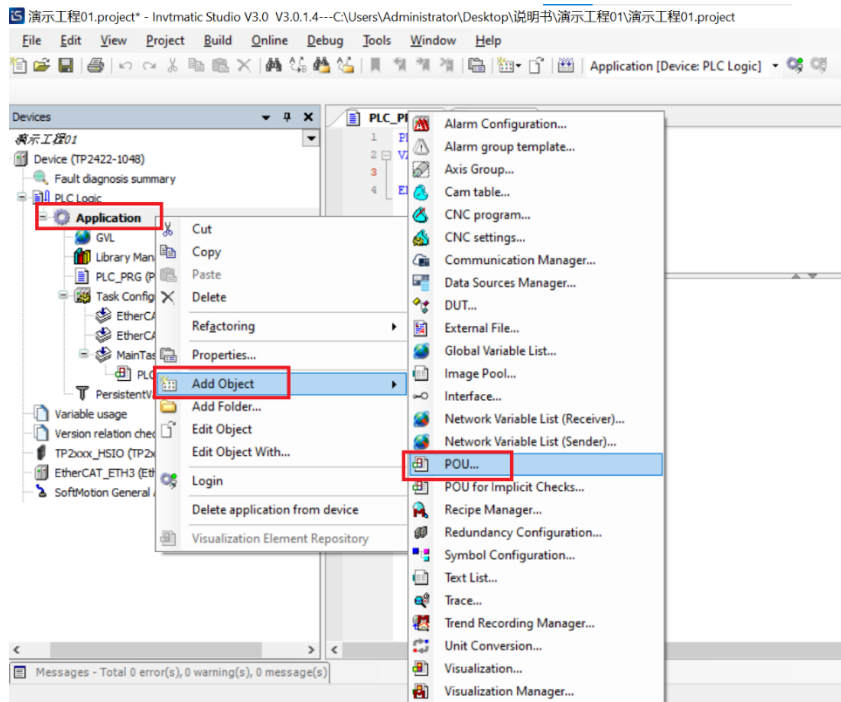 演示工程01.project* - Invtmatic Studio V3.0 V3.0.1.4---C:\Users\Administrator\Desktop\说明书\演示工程01\演示工程01.project
File Edit View Project Build Online Debug Tools Window Help
Application [Device: PLC Logic]
Devices
演示工程01
Device (TP2422-1048)
Fault diagnosis summary
PLC Logic
Application
GVL
Library Man
PLC_PRG (P
Task Config
EtherCA
EtherCA
MainTas
PLC
PersistentVa
Variable usage
Version relation chec
TP2xxx_HSIO (TP2x
EtherCAT_ETH3 (Eth
SoftMotion General
Cut
Copy
Paste
Delete
Refactoring
Properties...
Add Object
Add Folder...
Edit Object
Edit Object With...
Login
Delete application from device
Visualization Element Repository
PLC_PR
1
2
3
4
Alarm Configuration...
Alarm group template...
Axis Group...
Cam table...
CNC program...
CNC settings...
Communication Manager...
Data Sources Manager...
DUT...
External File...
Global Variable List...
Image Pool...
Interface...
Network Variable List (Receiver)...
Network Variable List (Sender)...
POU...
POU for Implicit Checks...
Recipe Manager...
Redundancy Configuration...
Symbol Configuration...
Text List...
Trace...
Trend Recording Manager...
Unit Conversion...
Visualization...
Visualization Manager...
Messages - Total 0 error(s), 0 warning(s), 0 message(s)